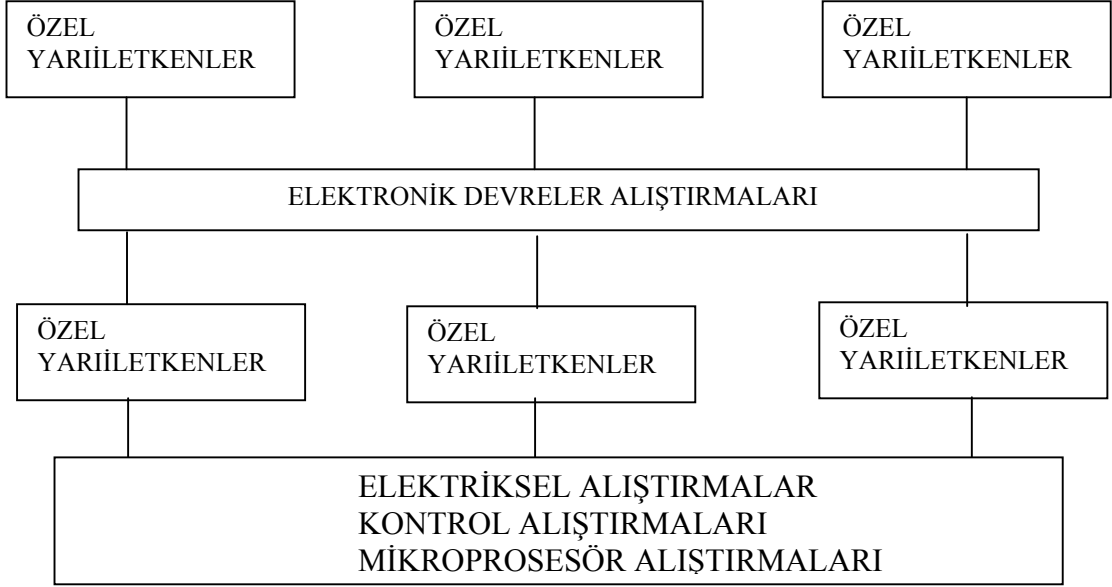 ÖZEL
YARIİLETKENLER
ÖZEL
YARIİLETKENLER
ÖZEL
YARIİLETKENLER
ELEKTRONİK DEVRELER ALIŞTIRMALARI
ÖZEL
YARIİLETKENLER
ÖZEL
YARIİLETKENLER
ÖZEL
YARIİLETKENLER
ELEKTRİKSEL ALIŞTIRMALAR
KONTROL ALIŞTIRMALARI
MİKROPROSESÖR ALIŞTIRMALARI